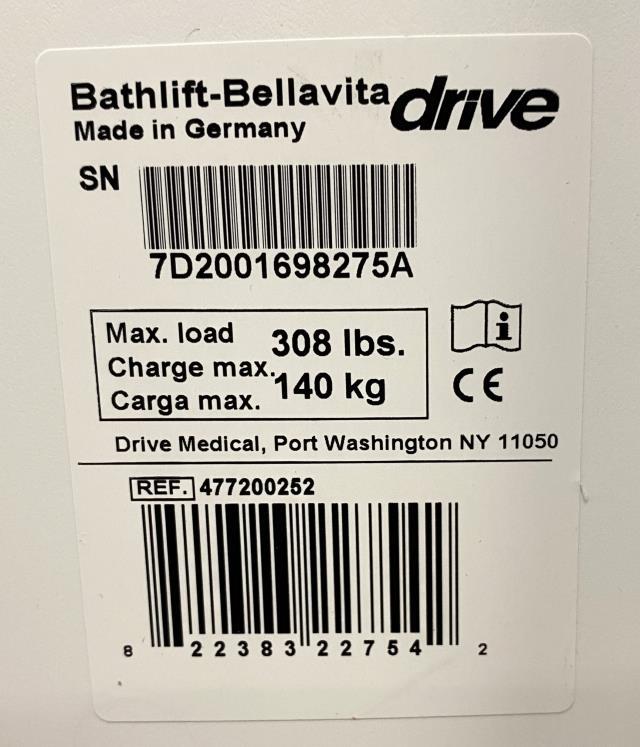 Bathlift-Bellavita drive
Made in Germany
SN
7D2001698275A
Max. load 308 lbs.
Charge max. 140 kg
Carga max.
i
CE
Drive Medical, Port Washington NY 11050
REF. 477200252
8 22383 22754 2